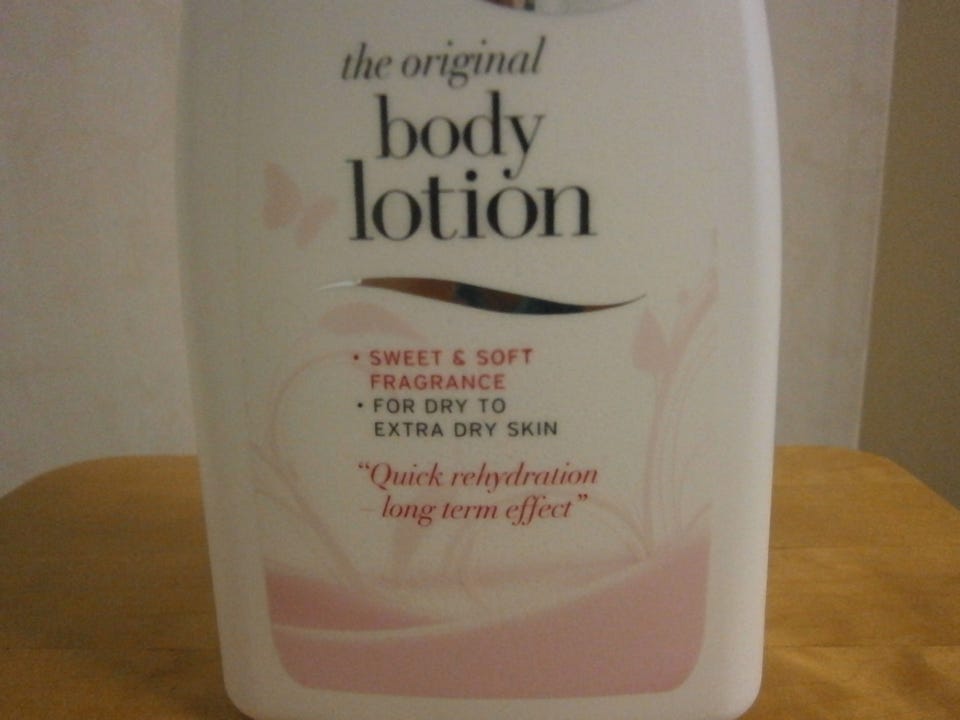 the original
body
lotion
• SWEET & SOFT
FRAGRANCE
• FOR DRY TO
EXTRA DRY SKIN
“Quick rehydration
– long term effect”